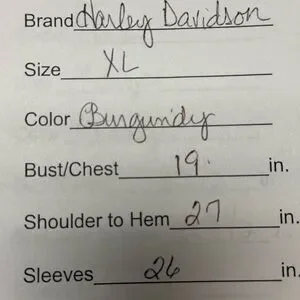 Brand Harley Davidson
Size XL
Color Burgundy
Bust/Chest 19 in.
Shoulder to Hem 27 in.
Sleeves 26 in.